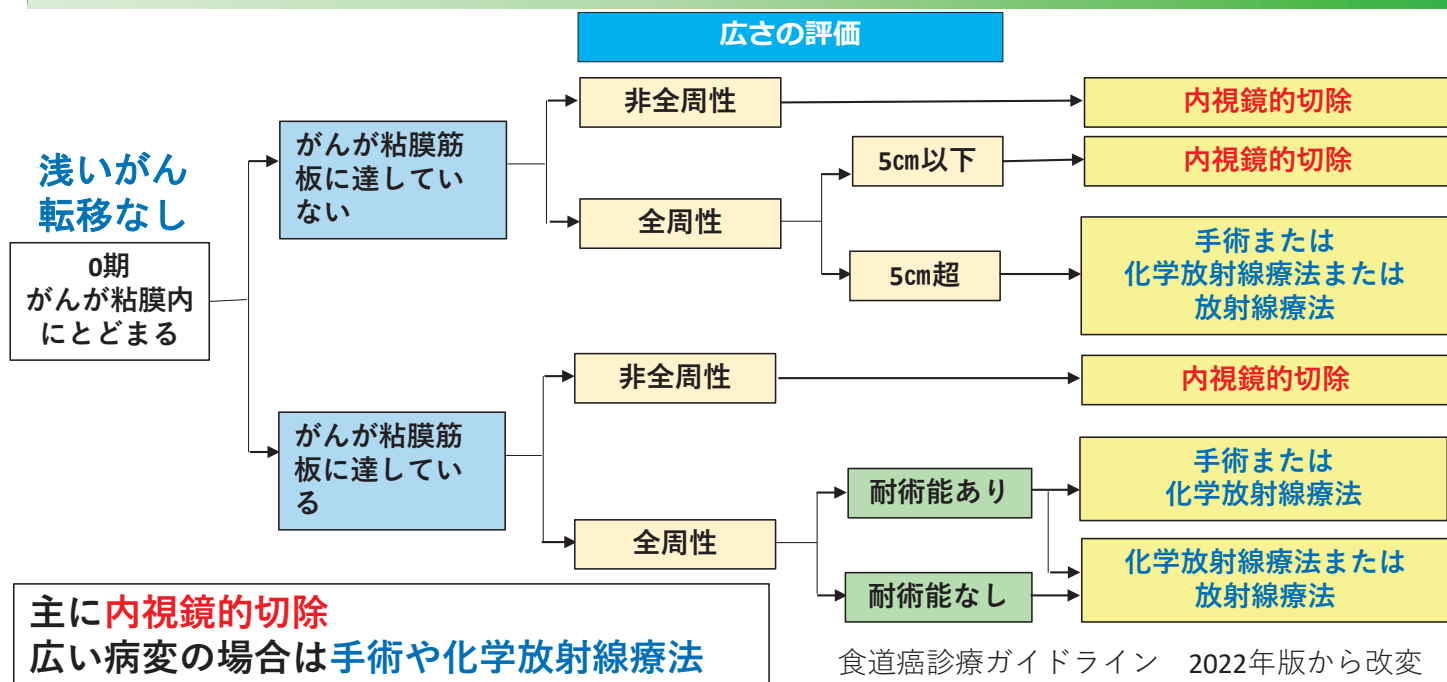 広さの評価
非全周性
内視鏡的切除
がんが粘膜筋
板に達してい
ない
5㎝以下
内視鏡的切除
浅いがん
転移なし
全周性
0期
がんが粘膜内
にとどまる
5㎝超
手術または
化学放射線療法または
放射線療法
非全周性
内視鏡的切除
がんが粘膜筋
板に達してい
る
耐術能あり
手術または
化学放射線療法
全周性
耐術能なし
化学放射線療法または
放射線療法
主に内視鏡的切除
広い病変の場合は手術や化学放射線療法
食道癌診療ガイドライン 2022年版から改変